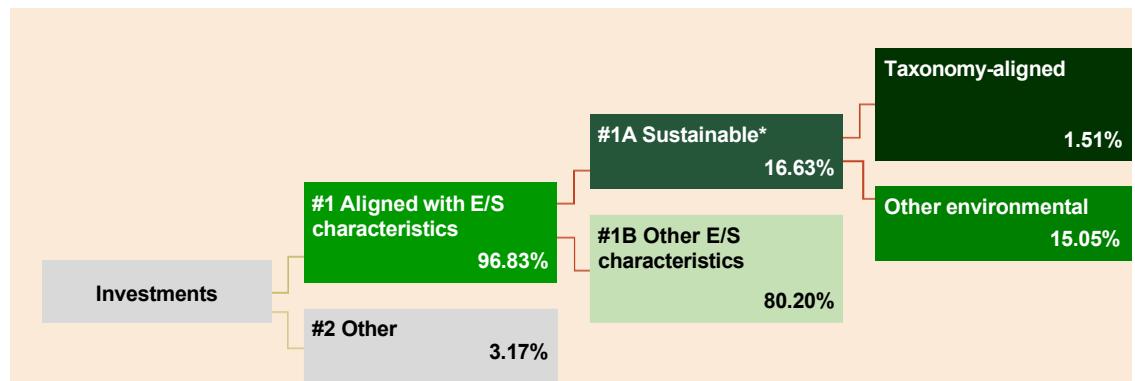 Investments
#1 Aligned with E/S
characteristics
96.83%
#2 Other
3.17%
#1A Sustainable*
16.63%
#1B Other E/S
characteristics
80.20%
Taxonomy-aligned
1.51%
Other environmental
15.05%